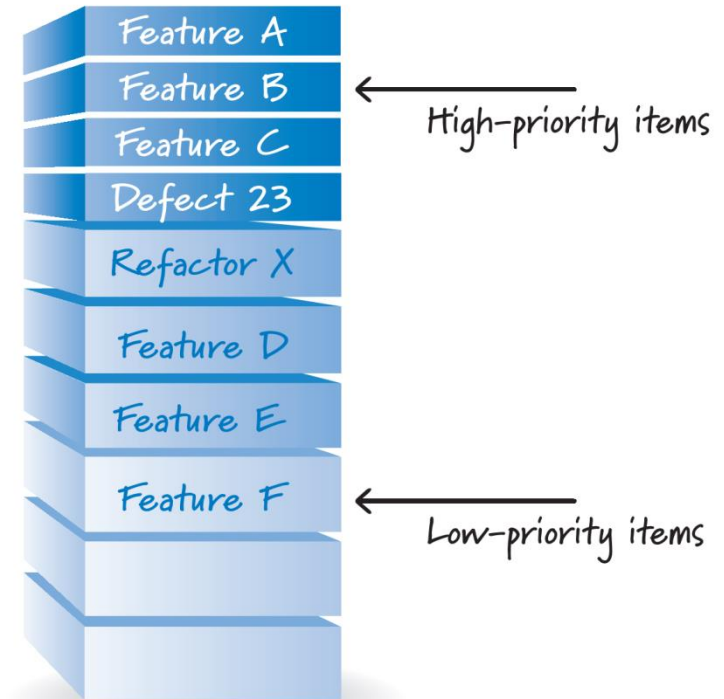 Feature A
Feature B
High-priority items
Feature C
Defect 23
Refactor X
Feature D
Feature E
Feature F
Low-priority items